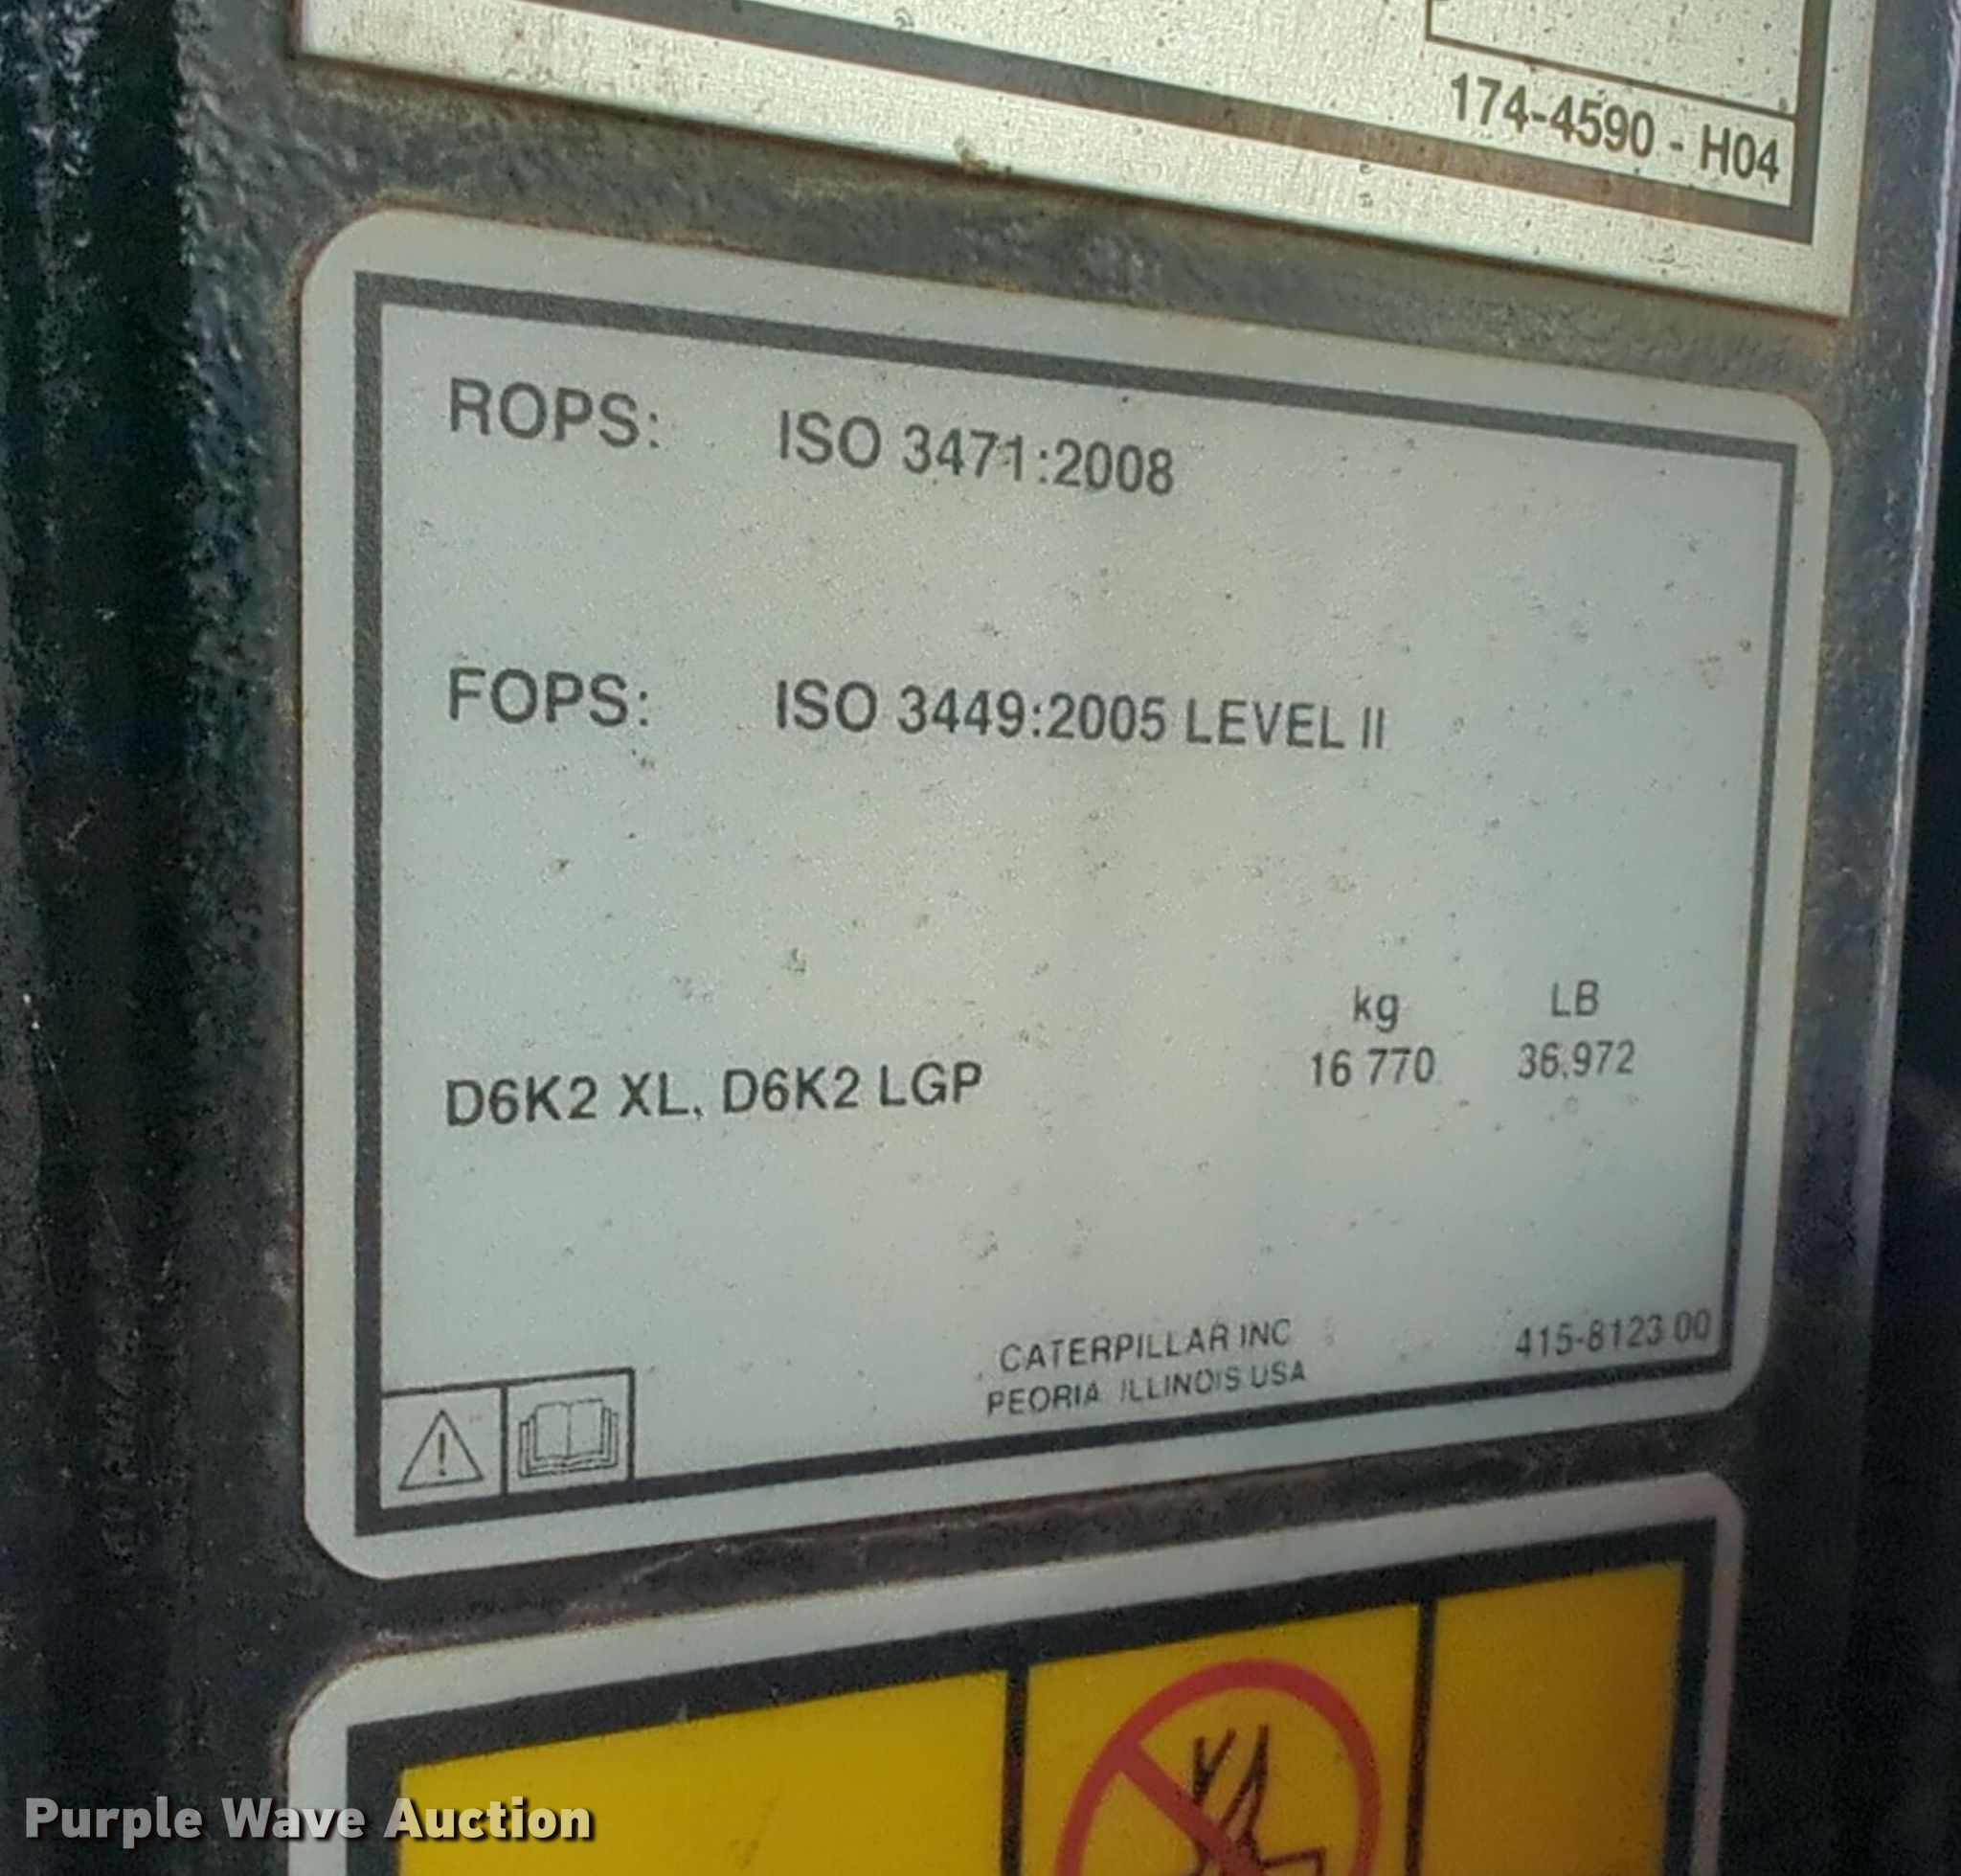 174-4590 - H04
ROPS: ISO 3471:2008
FOPS: ISO 3449:2005 LEVEL II
kg LB
D6K2 XL, D6K2 LGP 16 770 36,972
CATERPILLAR INC
PEORIA ILLINOIS USA
415-8123 00
Purple Wave Auction